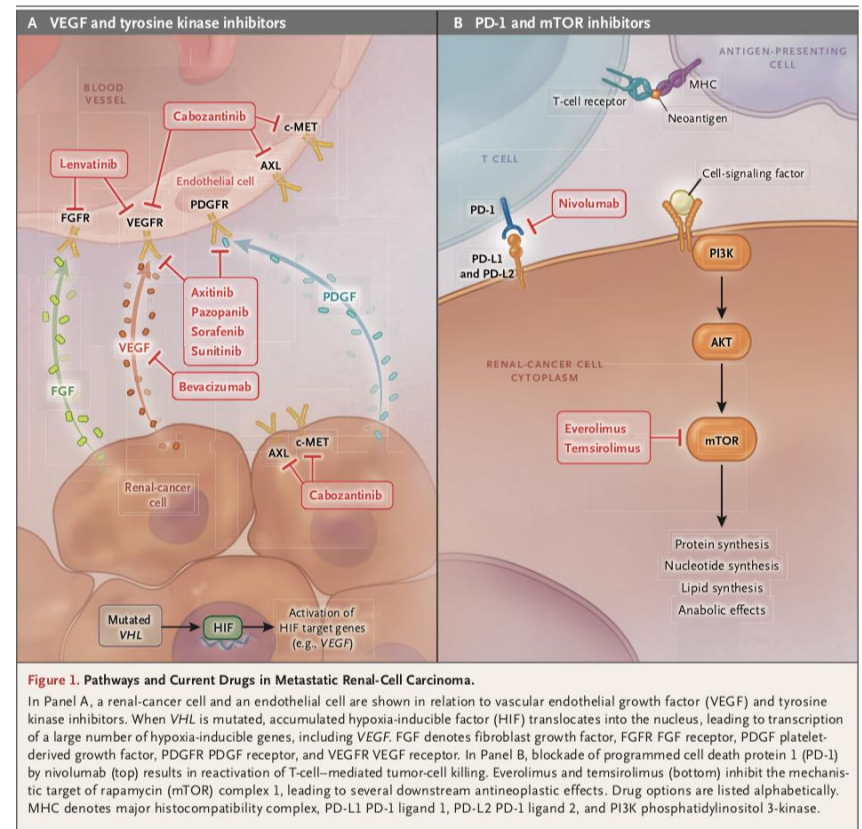 A VEGF and tyrosine kinase inhibitors
BLOOD
VESSEL
Cabozantinib
c-MET
Lenvatinib
AXL
Endothelial cell
PDGFR
FGFR
VEGFR
Axitinib
Pazopanib
Sorafenib
Sunitinib
PDGF
VEGF
Bevacizumab
FGF
c-MET
AXL
Renal-cancer
cell
Cabozantinib
Mutated
VHL
HIF
Activation of
HIF target genes
(e.g., VEGF)
B PD-1 and mTOR inhibitors
ANTIGEN-PRESENTING
CELL
MHC
T-cell receptor
Neoantigen
T CELL
Cell-signaling factor
PD-1
Nivolumab
PD-L1
and PD-L2
PI3K
AKT
RENAL-CANCER CELL
CYTOPLASM
Everolimus
Temsirolimus
mTOR
Protein synthesis
Nucleotide synthesis
Lipid synthesis
Anabolic effects
Figure 1. Pathways and Current Drugs in Metastatic Renal-Cell Carcinoma.
In Panel A, a renal-cancer cell and an endothelial cell are shown in relation to vascular endothelial growth factor (VEGF) and tyrosine
kinase inhibitors. When VHL is mutated, accumulated hypoxia-inducible factor (HIF) translocates into the nucleus, leading to transcription
of a large number of hypoxia-inducible genes, including VEGF. FGF denotes fibroblast growth factor, FGFR FGF receptor, PDGF platelet-
derived growth factor, PDGFR PDGF receptor, and VEGFR VEGF receptor. In Panel B, blockade of programmed cell death protein 1 (PD-1)
by nivolumab (top) results in reactivation of T-cell–mediated tumor-cell killing. Everolimus and temsirolimus (bottom) inhibit the mechanis-
tic target of rapamycin (mTOR) complex 1, leading to several downstream antineoplastic effects. Drug options are listed alphabetically.
MHC denotes major histocompatibility complex, PD-L1 PD-1 ligand 1, PD-L2 PD-1 ligand 2, and PI3K phosphatidylinositol 3-kinase.